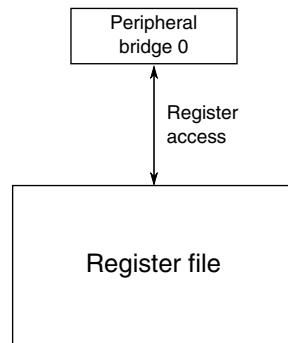 Peripheral
bridge 0
Register
access
Register file